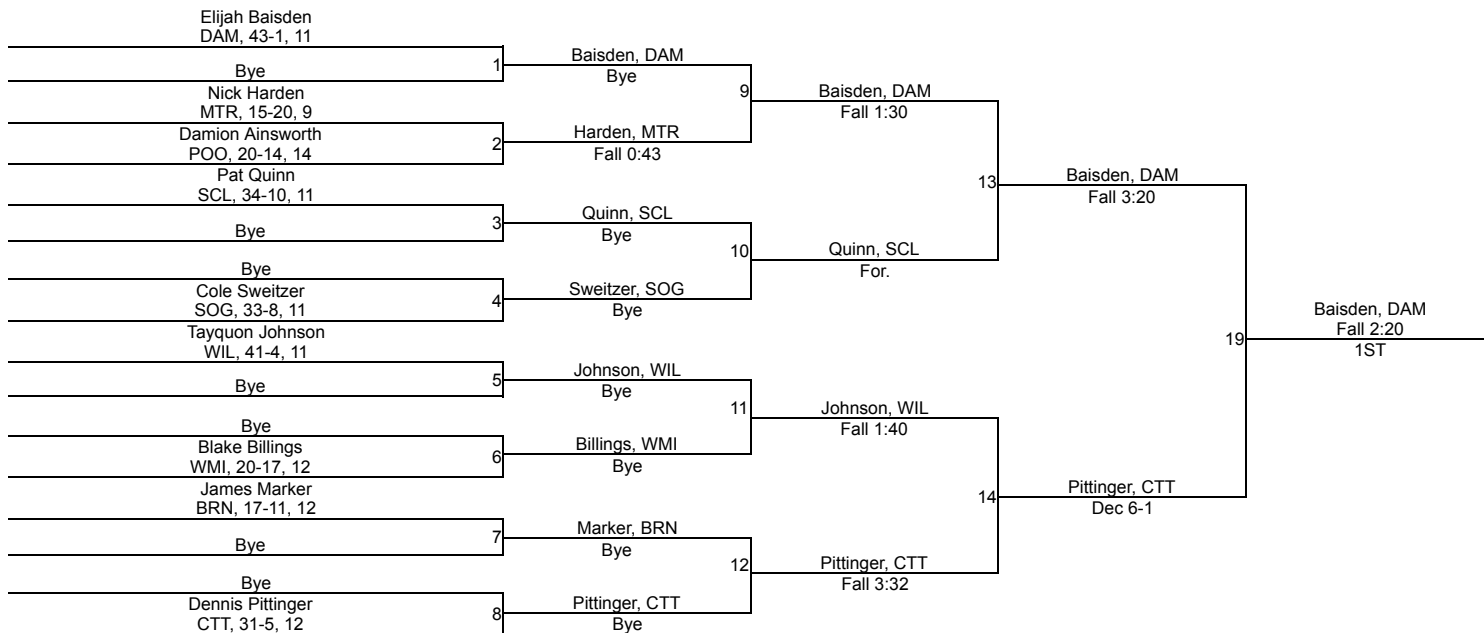 Elijah Baisden
DAM, 43-1, 11
1
Bye
Nick Harden
MTR, 15-20, 9
2
Damion Ainsworth
POO, 20-14, 14
Pat Quinn
SCL, 34-10, 11
3
Bye
Bye
4
Cole Sweitzer
SOG, 33-8, 11
Tayquon Johnson
WIL, 41-4, 11
5
Bye
Bye
6
Blake Billings
WMI, 20-17, 12
James Marker
BRN, 17-11, 12
7
Bye
Bye
8
Dennis Pittinger
CTT, 31-5, 12
Baisden, DAM
Bye
9
Harden, MTR
Fall 0:43
Quinn, SCL
Bye
10
Sweitzer, SOG
Bye
Johnson, WIL
Bye
11
Billings, WMI
Bye
Marker, BRN
Bye
12
Pittinger, CTT
Bye
Baisden, DAM
Fall 1:30
13
Quinn, SCL
For.
Johnson, WIL
Fall 1:40
14
Pittinger, CTT
Fall 3:32
Baisden, DAM
Fall 3:20
19
Pittinger, CTT
Dec 6-1
Baisden, DAM
Fall 2:20
1ST